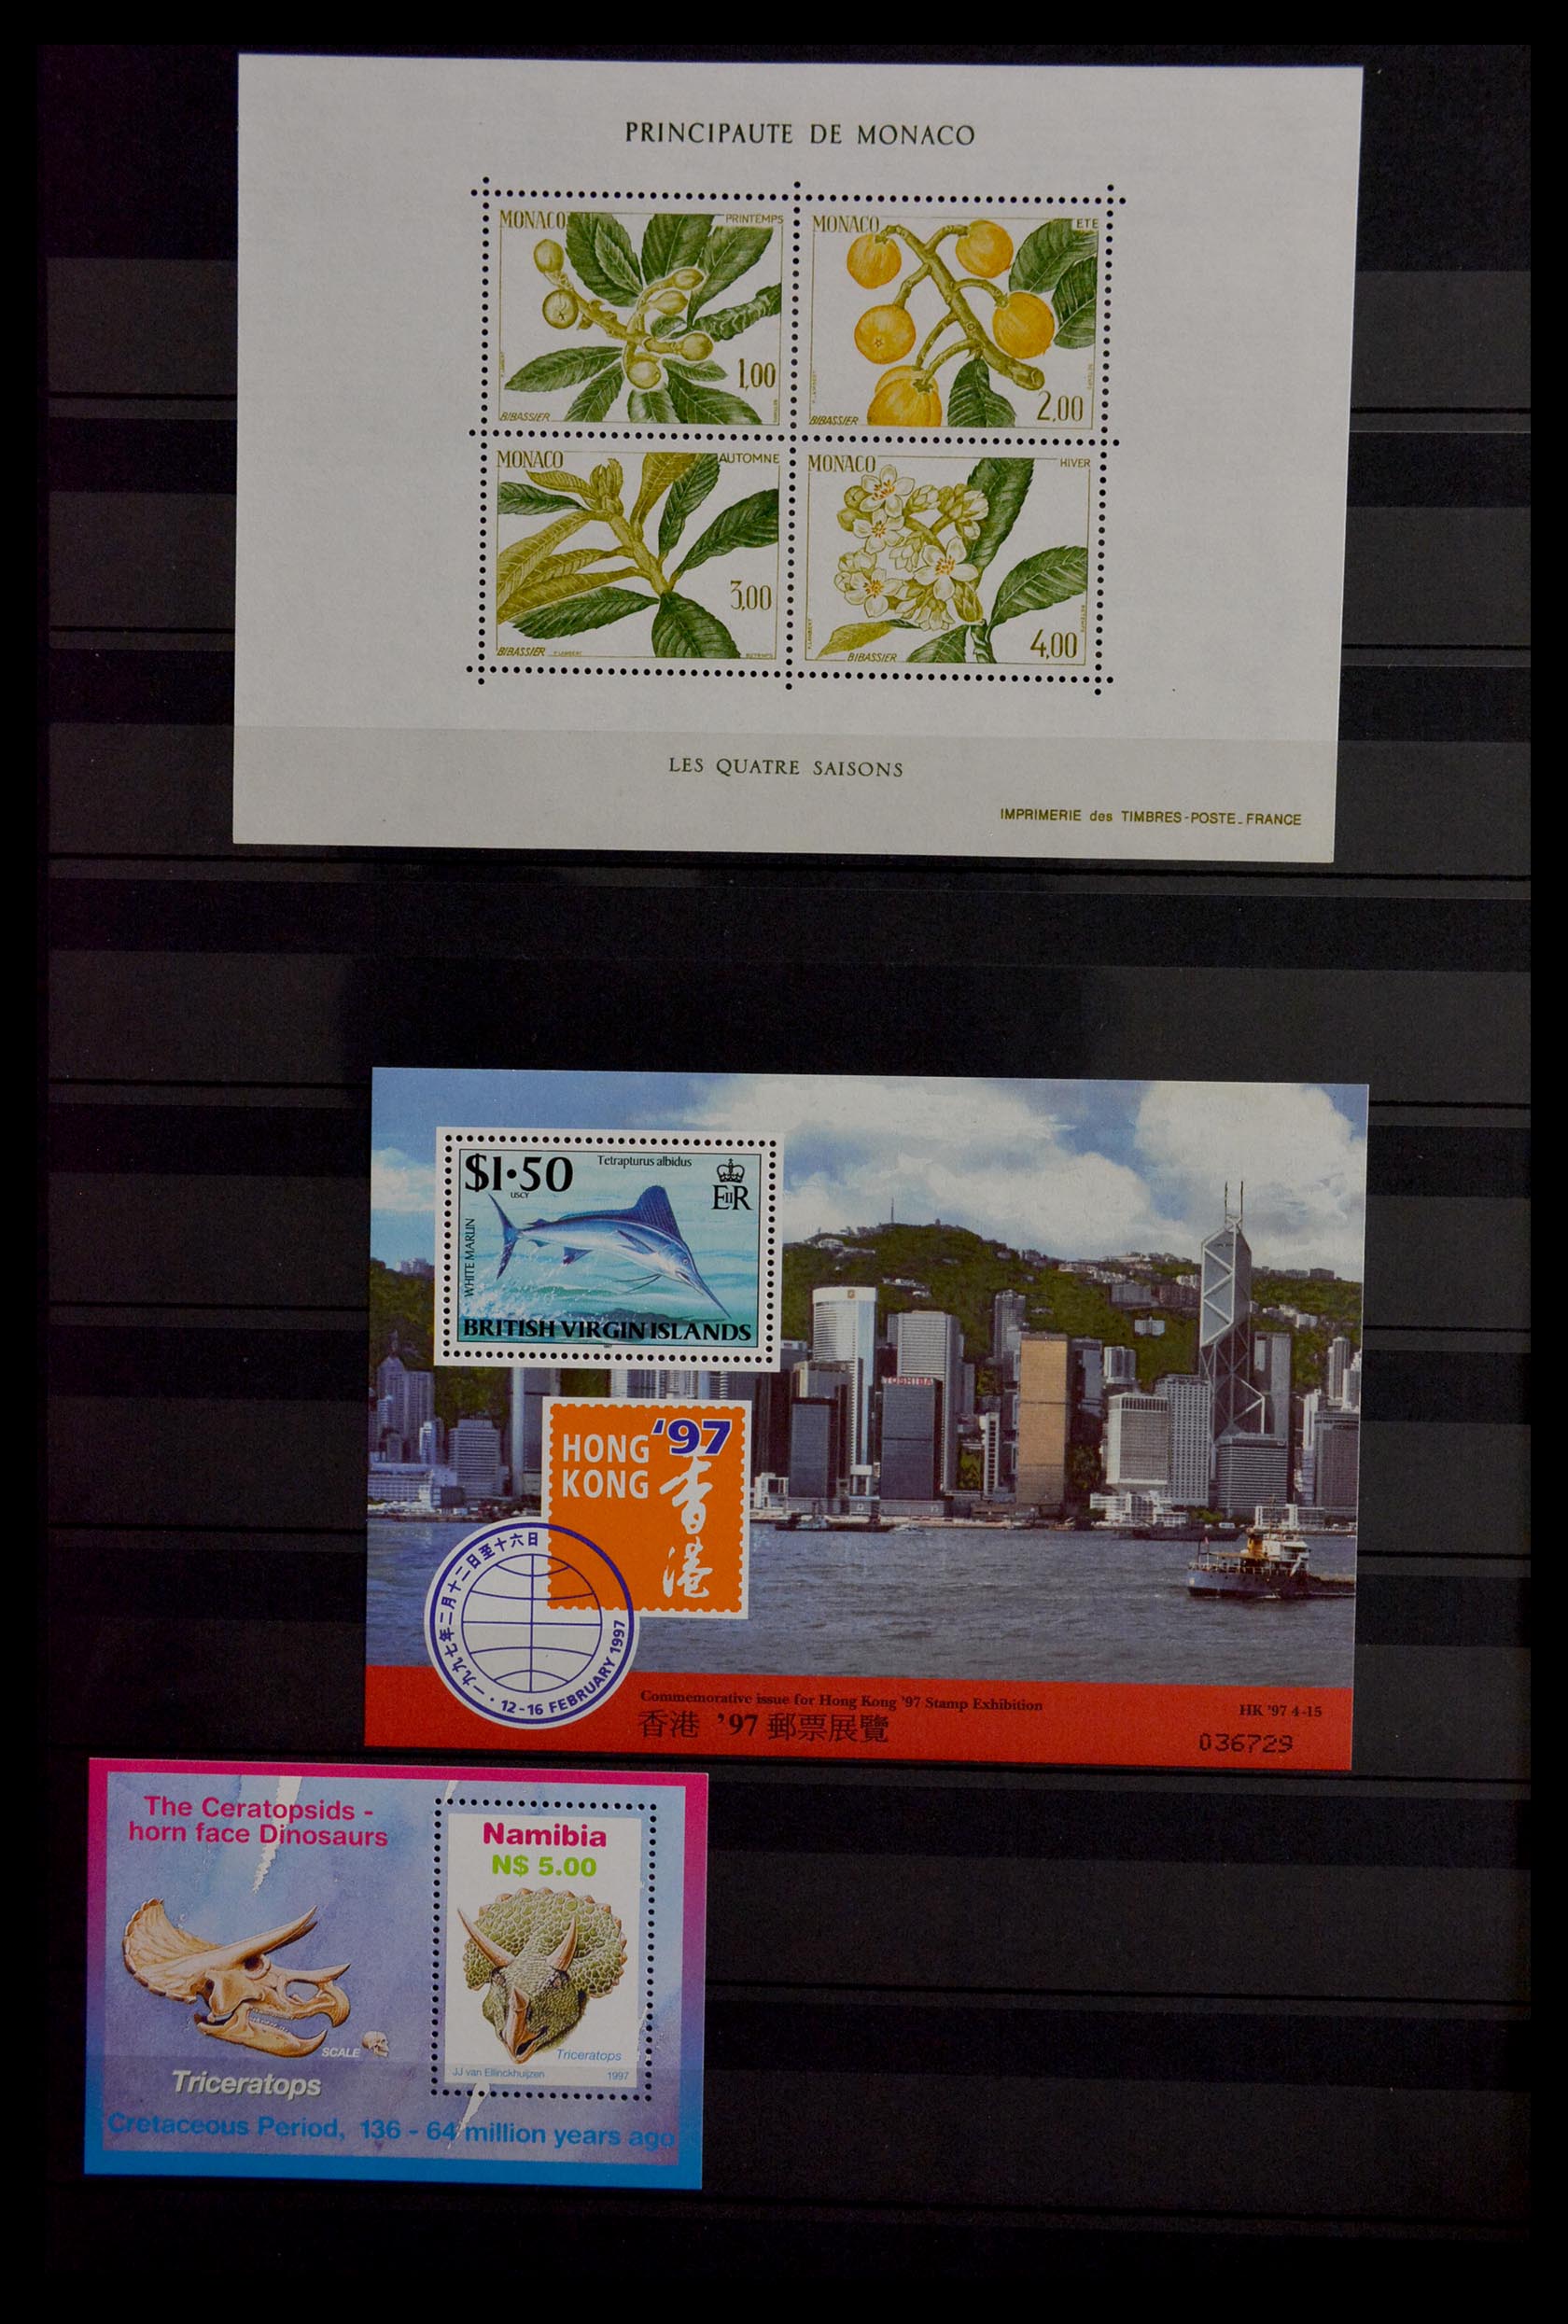 PRINCIPAUTE DE MONACO
MONACO
PRINTEMPS
1,00
BIBASSIER
MONACO
ETE
2,00
BIBASSIER
MONACO
AUTOMNE
3,00
BIBASSIER
P. LAMBERT
MONACO
HIVER
4,00
P. LAMBERT
BIBASSIER
LES QUATRE SAISONS
IMPRIMERIE des TIMBRES-POSTE_FRANCE
$1·50
USCY
Tetrapturus albidus
EIIR
WHITE MARLIN
BRITISH VIRGIN ISLANDS
TOSHIBA
HONG '97
KONG
香港
一九九七年二月十二日至十六日
· 12-16 FEBRUARY 1997
Commemorative issue for Hong Kong '97 Stamp Exhibition
香港 '97 郵票展覽
HK '97 4-15
036729
The Ceratopsids -
horn face Dinosaurs
SCALE
Triceratops
Namibia
N$ 5.00
Triceratops
JJ van Ellinckhuijzen 1997
Cretaceous Period, 136 - 64 million years ago